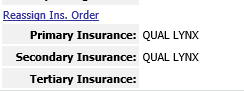 Reassign Ins. Order
Primary Insurance: QUAL LYNX
Secondary Insurance: QUAL LYNX
Tertiary Insurance: